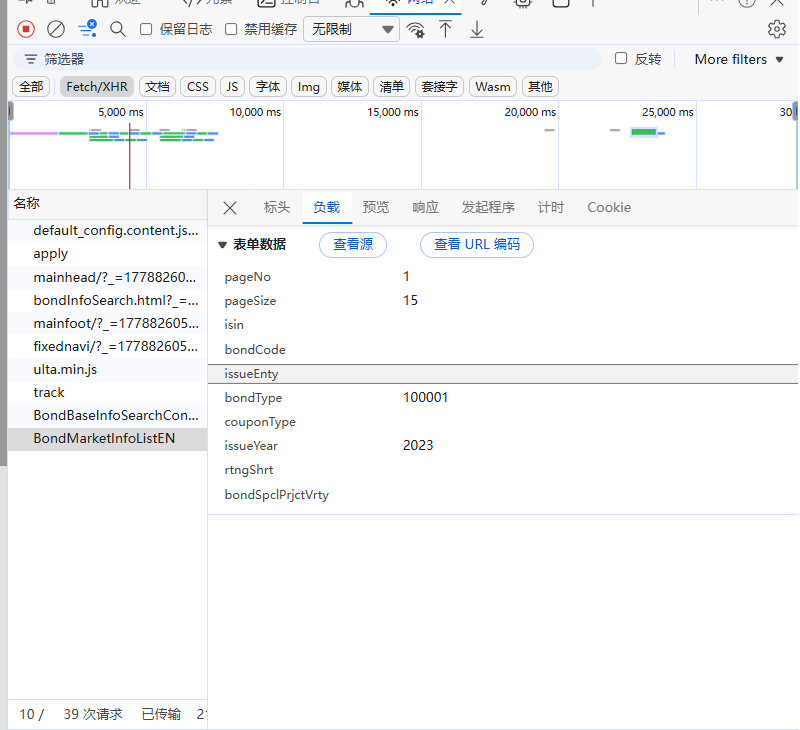 保留日志 禁用缓存 无限制
筛选器 反转 More filters
全部 Fetch/XHR 文档 CSS JS 字体 Img 媒体 清单 套接字 Wasm 其他
5,000 ms 10,000 ms 15,000 ms 20,000 ms 25,000 ms 30
名称
标头 负载 预览 响应 发起程序 计时 Cookie
default_config.content.js...
apply
mainhead/?_=17788260...
bondInfoSearch.html?_=...
mainfoot/?_=177882605...
fixednavi/?_=177882605...
ulta.min.js
track
BondBaseInfoSearchCon...
BondMarketInfoListEN
表单数据 查看源 查看 URL 编码
pageNo 1
pageSize 15
isin
bondCode
issueEnty
bondType 100001
couponType
issueYear 2023
rtngShrt
bondSpclPrjctVrty
10 / 39 次请求 已传输